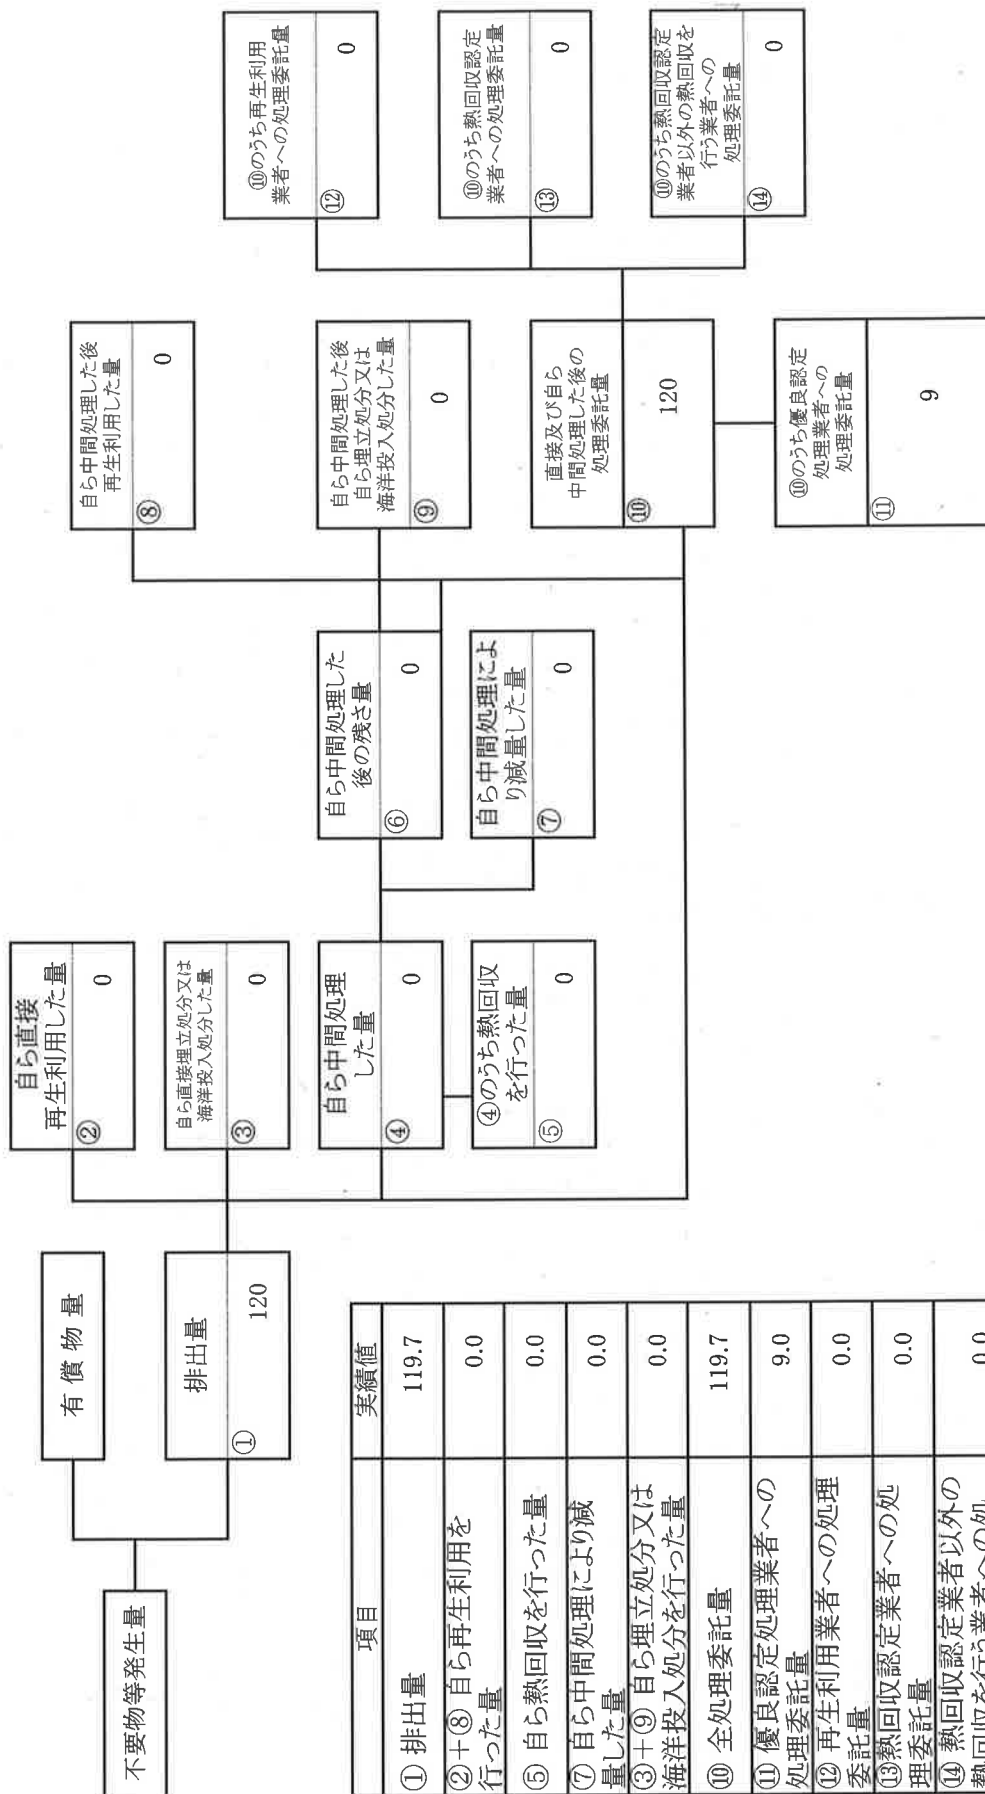 不要物等発生量
有償物量
排出量
①
120
自ら直接
再生利用した量
②
0
自ら直接埋立処分又は
海洋投入処分した量
③
0
自ら中間処理
した量
④
0
④のうち熱回収
を行った量
⑤
0
自ら中間処理した
後の残さ量
⑥
0
自ら中間処理によ
り減量した量
⑦
0
自ら中間処理した後
再生利用した量
⑧
0
自ら中間処理した後
自ら埋立処分又は
海洋投入処分した量
⑨
0
直接及び自ら
中間処理した後の
処理委託量
⑩
120
⑩のうち優良認定
処理業者への
処理委託量
⑪
9
⑩のうち再生利用
業者への処理委託量
⑫
0
⑩のうち熱回収認定
業者への処理委託量
⑬
0
⑩のうち熱回収認定
業者以外の熱回収を
行う業者への
処理委託量
⑭
0
項目 実績値
① 排出量 119.7
②+⑧ 自ら再生利用を
行った量 0.0
⑤ 自ら熱回収を行った量 0.0
⑦ 自ら中間処理により減
量した量 0.0
③+⑨ 自ら埋立処分又は
海洋投入処分を行った量 0.0
⑩ 全処理委託量 119.7
⑪ 優良認定処理業者への
処理委託量 9.0
⑫ 再生利用業者への処理
委託量 0.0
⑬熱回収認定業者への処
理委託量 0.0
⑭ 熱回収認定業者以外の
熱回収を行う業者への処 0.0